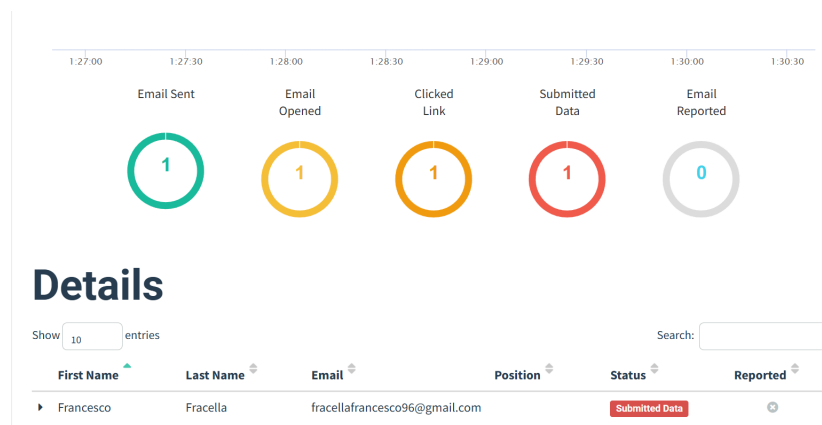 1:27:00 1:27:30 1:28:00 1:28:30 1:29:00 1:29:30 1:30:00 1:30:30
Email Sent Email Opened Clicked Link Submitted Data Email Reported
1 1 1 1 0
Details
Show 10 entries Search:
First Name Last Name Email Position Status Reported
Francesco Fracella fracellafrancesco96@gmail.com Submitted Data